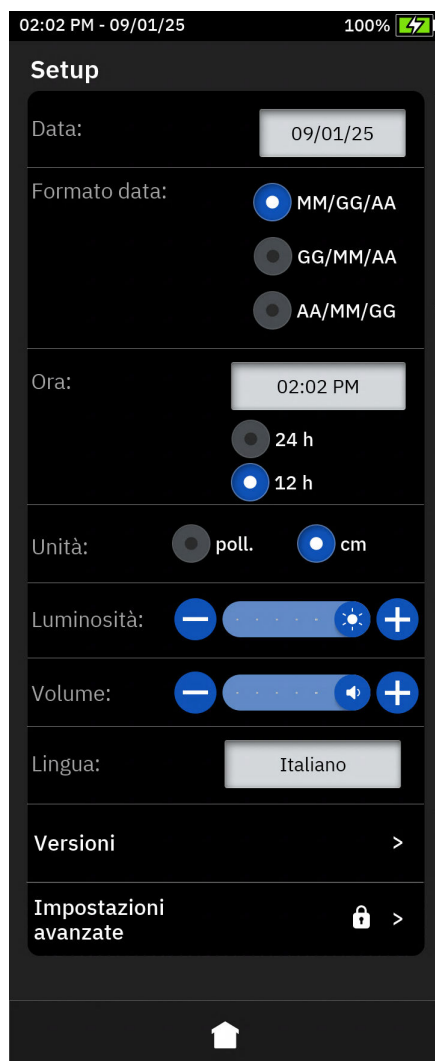 02:02 PM - 09/01/25 100%
Setup
Data: 09/01/25
Formato data: MM/GG/AA
GG/MM/AA
AA/MM/GG
Ora: 02:02 PM
24 h
12 h
Unità: poll. cm
Luminosità:
Volume:
Lingua: Italiano
Versioni >
Impostazioni
avanzate >